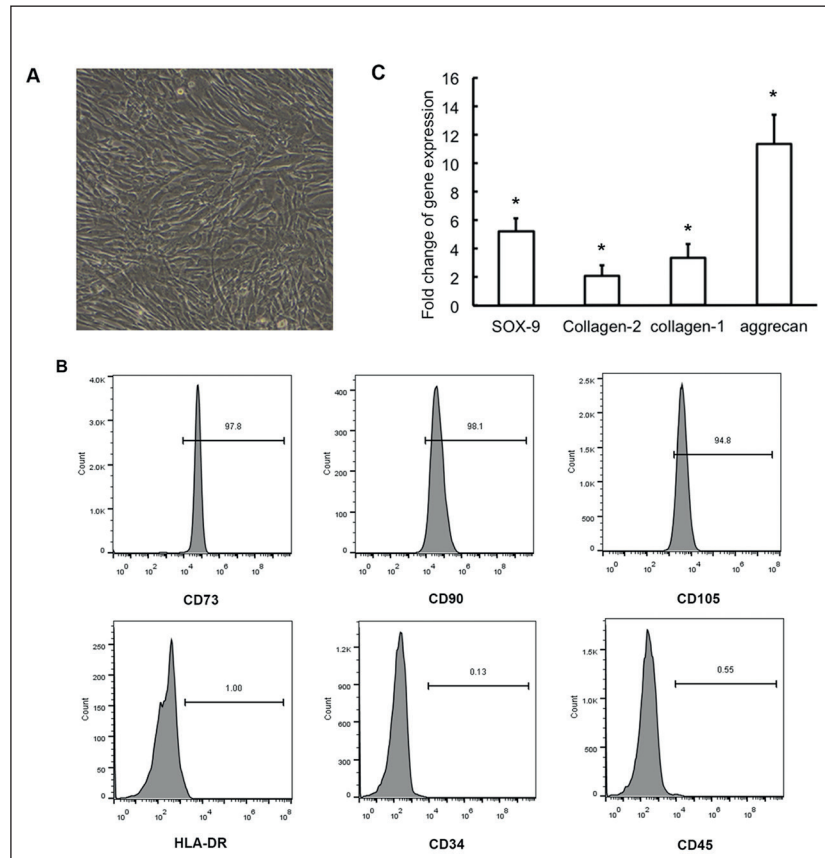 A
C
Fold change of gene expression
16
14
12
10
8
6
4
2
0
*
*
*
*
SOX-9 Collagen-2 collagen-1 aggrecan
B
Count
4.0K
3.0K
2.0K
1.0K
0
97.8
10^0 10^2 10^4 10^6 10^8
CD73
Count
400
300
200
100
0
98.1
10^0 10^2 10^4 10^6 10^8
CD90
Count
2.5K
2.0K
1.5K
1.0K
500
0
94.8
10^0 10^2 10^4 10^6 10^8
CD105
Count
250
200
150
100
50
0
1.00
10^0 10^2 10^4 10^6 10^8
HLA-DR
Count
1.2K
900
600
300
0
0.13
10^0 10^2 10^4 10^6 10^8
CD34
Count
1.5K
1.0K
500
0
0.55
10^0 10^2 10^4 10^6 10^8
CD45